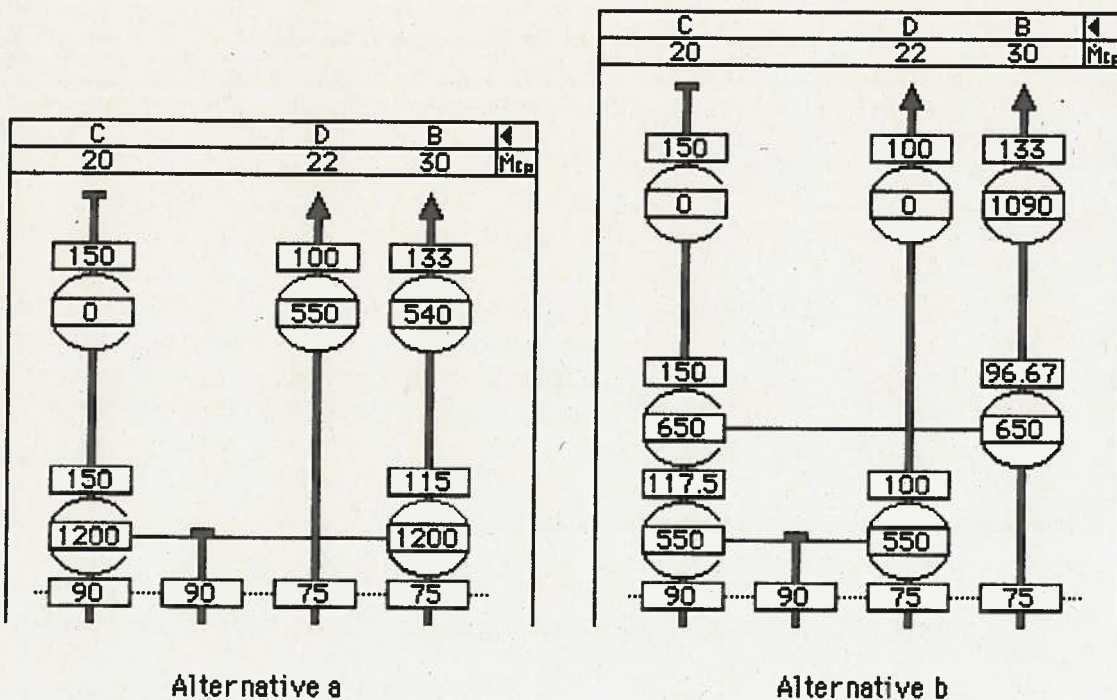 C D B
20 22 30 Ṁcp
150 100 133
0 550 540
150 115
1200 1200
90 90 75 75
Alternative a
C D B
20 22 30 Ṁcp
150 100 133
0 0 1090
150 96.67
650 650
117.5 100
550 550
90 90 75 75
Alternative b